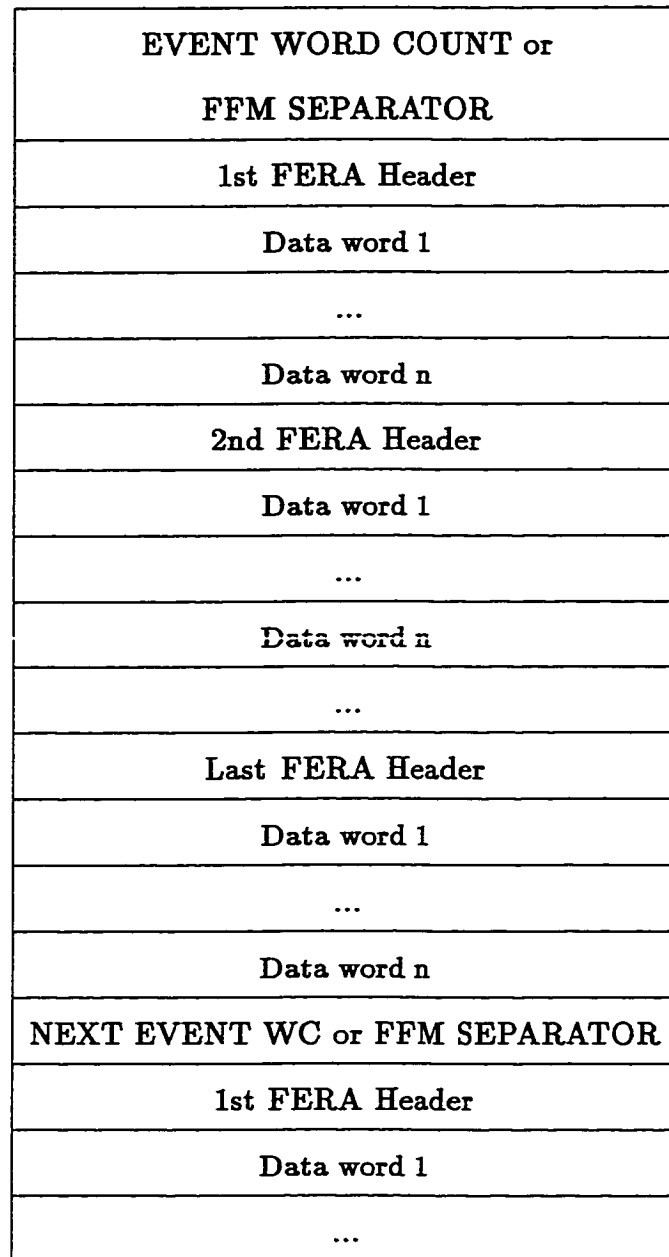 EVENT WORD COUNT or
FFM SEPARATOR
1st FERA Header
Data word 1
...
Data word n
2nd FERA Header
Data word 1
...
Data word n
...
Last FERA Header
Data word 1
...
Data word n
NEXT EVENT WC or FFM SEPARATOR
1st FERA Header
Data word 1
...